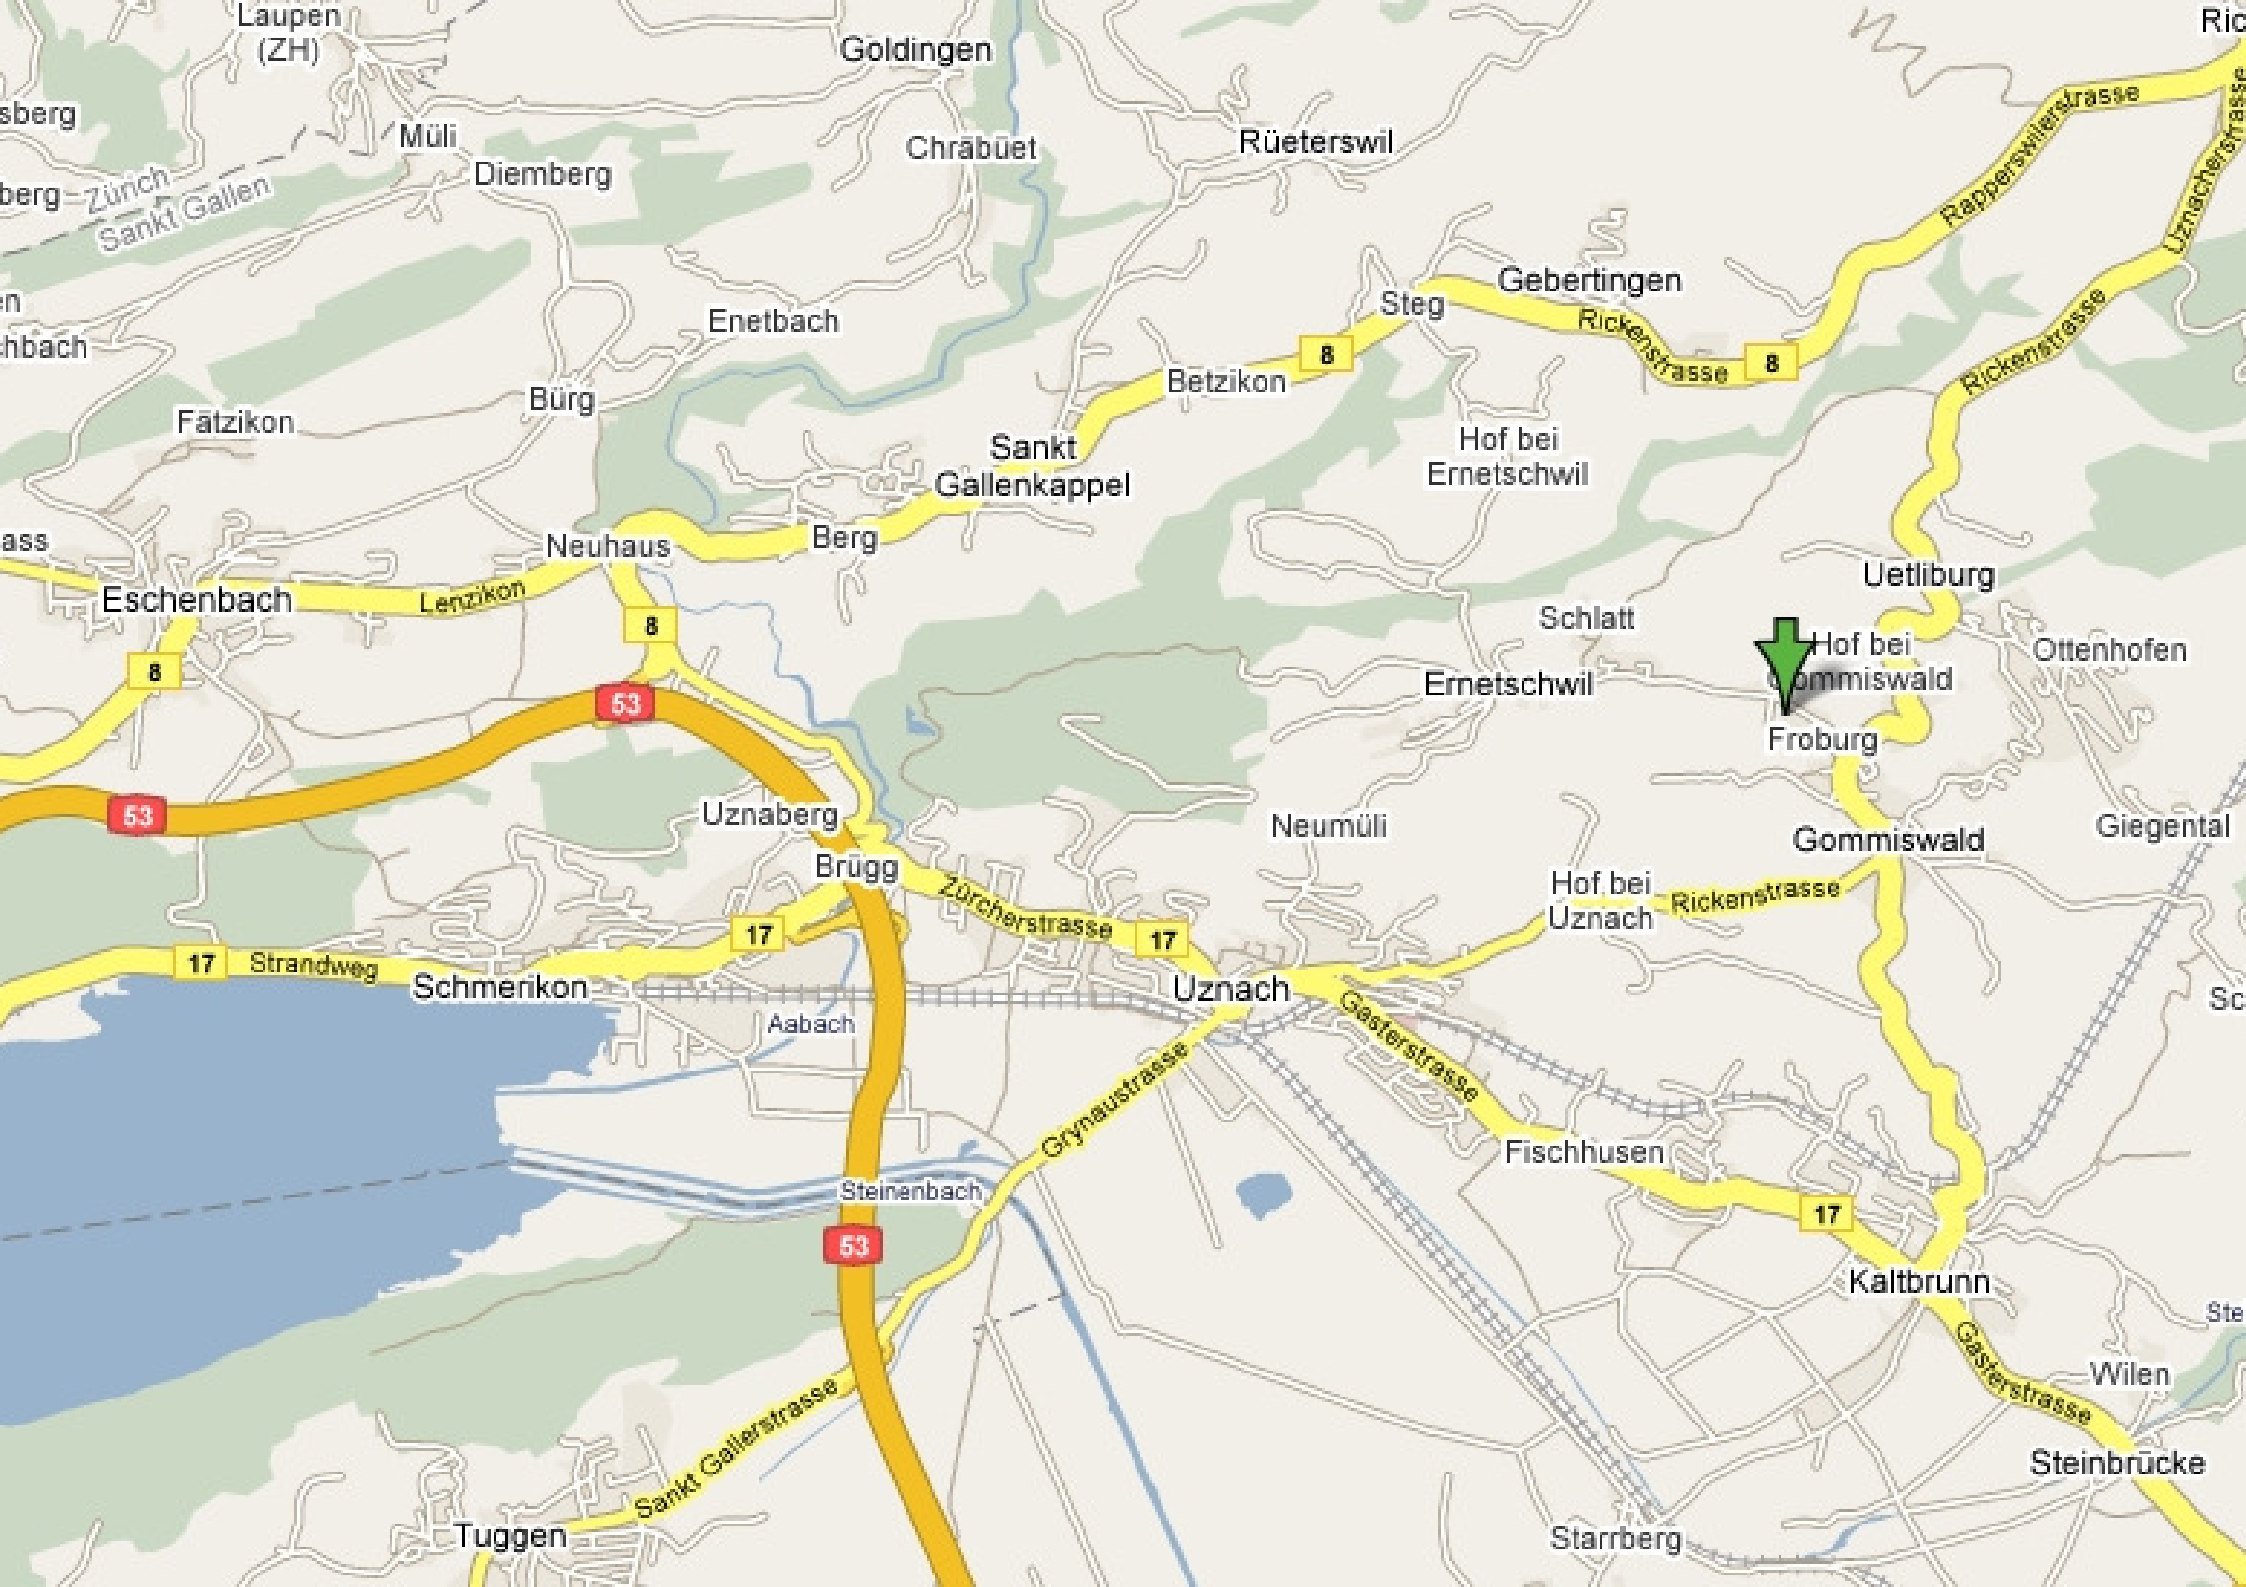 Laupen
(ZH)
Goldingen
Ric
sberg
Müli
Chräbüet
Rüeterswil
Rapperswilerstrasse
Uznacherstrasse
Diemberg
berg
Zürich
Sankt Gallen
en
hbach
Enetbach
Steg
Gebertingen
Rickenstrasse
8
8
Rickenstrasse
Betzikon
Bürg
Fätzikon
Sankt
Gallenkappel
Hof bei
Ernetschwil
ass
Neuhaus
Berg
Eschenbach
Lenzikon
8
8
Uetliburg
Schlatt
Hof bei
Gommiswald
Ottenhofen
Ernetschwil
53
Froburg
53
Uznaberg
Neumüli
Gommiswald
Giegental
Brügg
Zürcherstrasse
Hof bei
Uznach
Rickenstrasse
17
17
17
Strandweg
Schmerikon
Uznach
Sc
Aabach
Gasterstrasse
Grynaustrasse
Fischhusen
Steinenbach
17
53
Kaltbrunn
Ste
Gasterstrasse
Wilen
Sankt Gallerstrasse
Steinbrücke
Tuggen
Starrberg